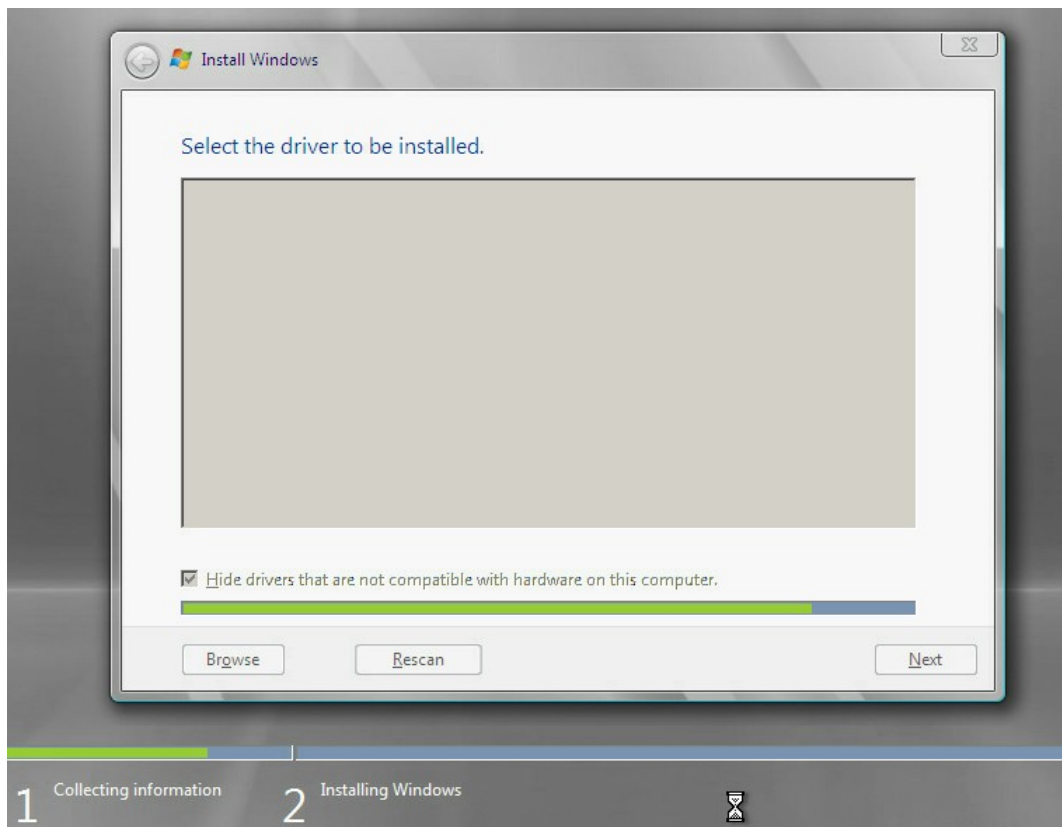 Install Windows
Select the driver to be installed.
Hide drivers that are not compatible with hardware on this computer.
Browse
Rescan
Next
1 Collecting information
2 Installing Windows